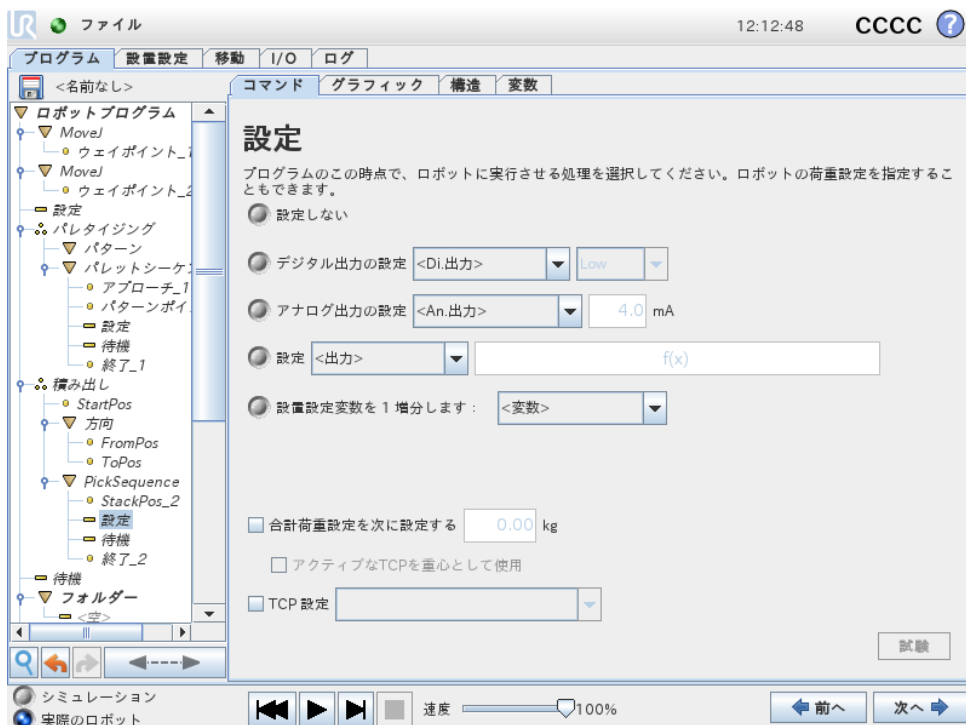 UR ファイル 12:12:48 CCCC ?
プログラム 設置設定 移動 I/O ログ
<名前なし>
コマンド グラフィック 構造 変数
ロボットプログラム
MoveJ
ウェイポイント_1
MoveJ
ウェイポイント_2
設定
パレタイジング
パターン
パレットシーケン
アプローチ_1
パターンポイ
設定
待機
終了_1
積み出し
StartPos
方向
FromPos
ToPos
PickSequence
StackPos_2
設定
待機
終了_2
待機
フォルダー
<空>
設定
プログラムのこの時点で、ロボットに実行させる処理を選択してください。ロボットの荷重設定を指定するこ
ともできます。
設定しない
デジタル出力の設定 <Di.出力> Low
アナログ出力の設定 <An.出力> 4.0 mA
設定 <出力> f(x)
設置設定変数を 1 増分します： <変数>
合計荷重設定を次に設定する 0.00 kg
アクティブなTCPを重心として使用
TCP 設定
試験
シミュレーション
実際のロボット
速度 100%
前へ 次へ